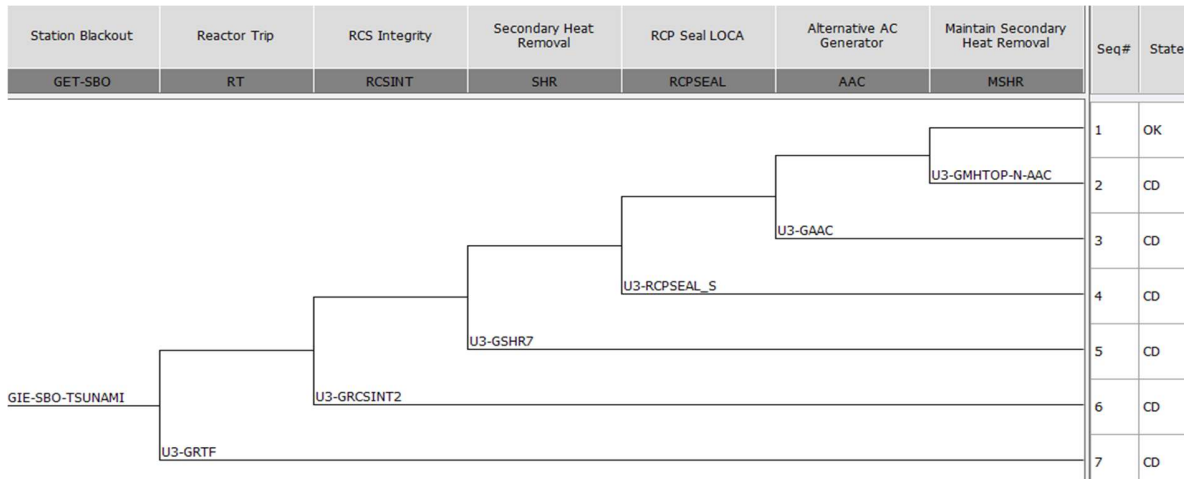 Station Blackout
Reactor Trip
RCS Integrity
Secondary Heat
Removal
RCP Seal LOCA
Alternative AC
Generator
Maintain Secondary
Heat Removal
Seq#
State
GET-SBO
RT
RCSINT
SHR
RCPSEAL
AAC
MSHR
1
OK
U3-GMHTOP-N-AAC
2
CD
U3-GAAC
3
CD
U3-RCPSEAL_S
4
CD
U3-GSHR7
5
CD
GIE-SBO-TSUNAMI
U3-GRCSINT2
6
CD
U3-GRTF
7
CD